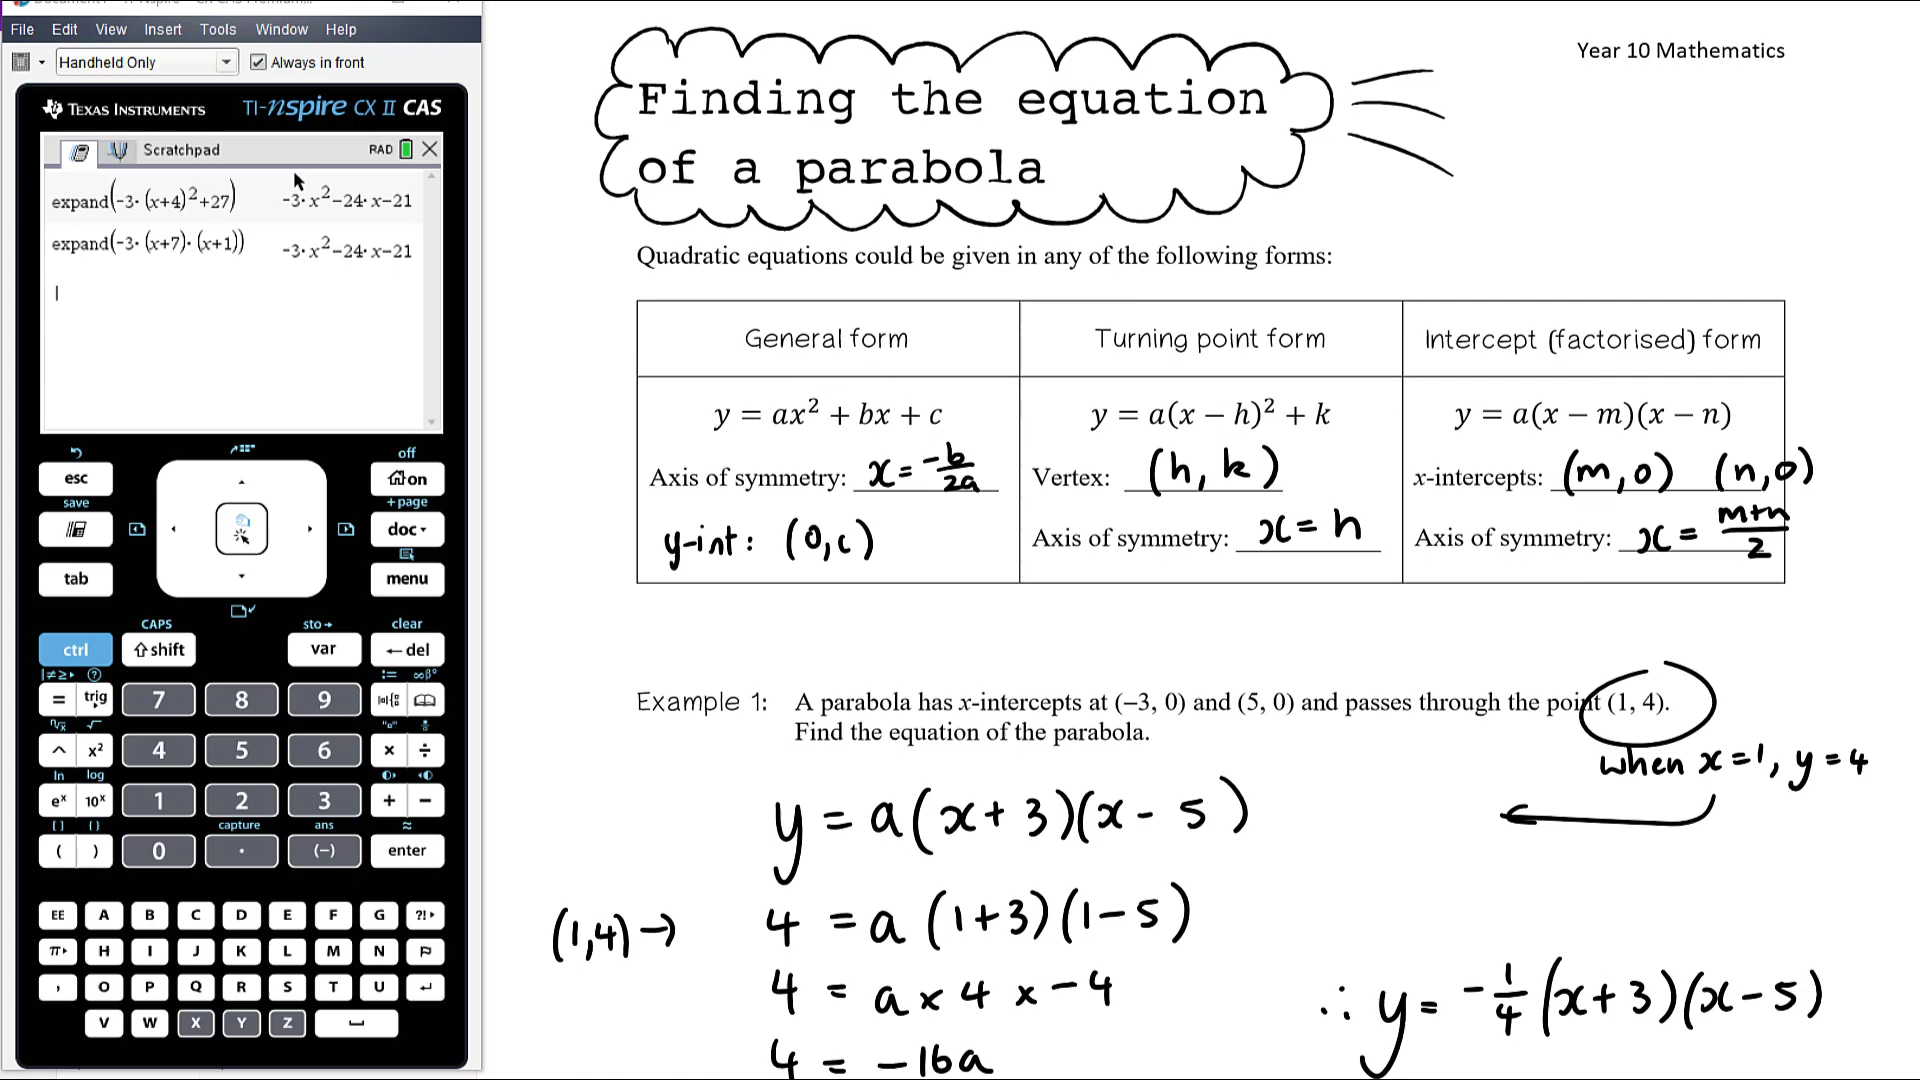 File Edit View Insert Tools Window Help
Handheld Only Always in front
TEXAS INSTRUMENTS TI-nspire CX II CAS
Scratchpad RAD
expand(-3·(x+4)²+27) -3·x²-24·x-21
expand(-3·(x+7)·(x+1)) -3·x²-24·x-21
off
esc on
save +page
doc
tab menu
CAPS sto→ clear
ctrl shift var ←del
= trig 7 8 9
^ x² 4 5 6 × ÷
ln log
eˣ 10ˣ 1 2 3 + −
[] {} capture ans ≈
( ) 0 . (−) enter
EE A B C D E F G ?!
π H I J K L M N
, O P Q R S T U
V W X Y Z
Year 10 Mathematics
Finding the equation
of a parabola
Quadratic equations could be given in any of the following forms:
General form Turning point form Intercept (factorised) form
y = ax² + bx + c y = a(x − h)² + k y = a(x − m)(x − n)
Axis of symmetry: x = -b/2a Vertex: (h, k) x-intercepts: (m,0) (n,0)
y-int: (0,c) Axis of symmetry: x = h Axis of symmetry: x = m+n/2
Example 1: A parabola has x-intercepts at (−3, 0) and (5, 0) and passes through the point (1, 4).
Find the equation of the parabola.
when x=1, y=4
y = a(x+3)(x-5)
(1,4)→ 4 = a(1+3)(1-5)
4 = a×4×-4
∴ y = -1/4(x+3)(x-5)
4 = -16a